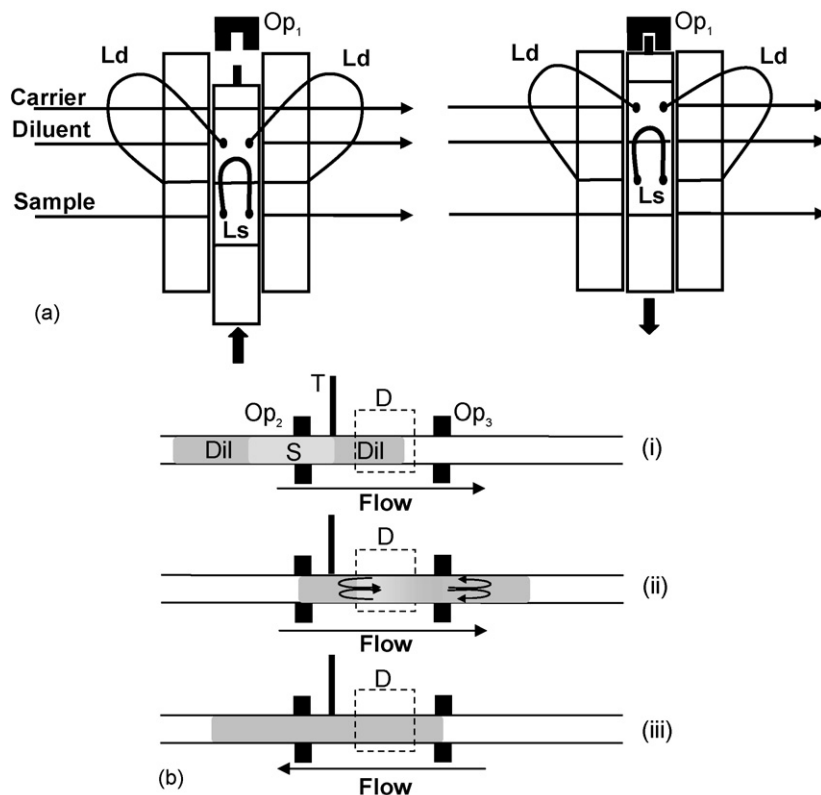 Op1 Op1
Ld Ld Ld Ld
Carrier
Diluent
Sample
Ls Ls
(a)
T D
Op2 Op3
Dil S Dil (i)
Flow
D
(ii)
Flow
D
(iii)
(b) Flow